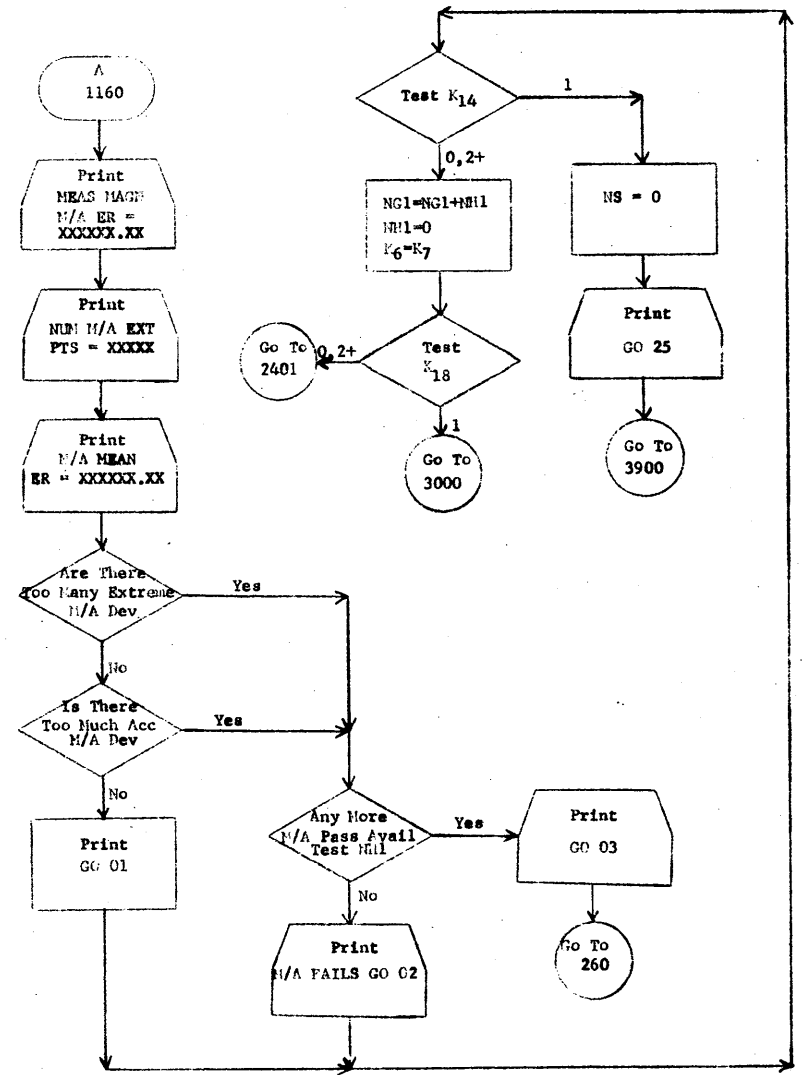 A
1160
Print
MEAS MAGN
M/A ER =
XXXXXX.XX
Print
NUM M/A EXT
PTS = XXXXX
Print
M/A MEAN
ER = XXXXXX.XX
Are There
Too Many Extreme
M/A Dev
Yes
No
Is There
Too Much Acc
M/A Dev
Yes
No
Print
GO 01
Any More
M/A Pass Avail
Test NH1
Yes
No
Print
M/A FAILS GO 02
Print
GO 03
Go To
260
Test K14
1
0,2+
NG1=NG1+NH1
NH1=0
K6=K7
Test
K18
0,2+
Go To
2401
1
Go To
3000
NS = 0
Print
GO 25
Go To
3900